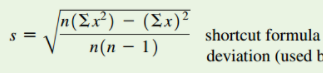 s = √[n(Σx²) − (Σx)² / n(n − 1)]
shortcut formula
deviation (used